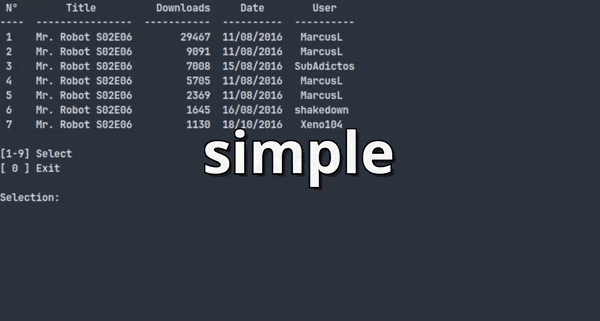 N° Title Downloads Date User
---- ---------------- ----------- ---------- ----------
1 Mr. Robot S02E06 29467 11/08/2016 MarcusL
2 Mr. Robot S02E06 9091 11/08/2016 MarcusL
3 Mr. Robot S02E06 7008 15/08/2016 SubAdictos
4 Mr. Robot S02E06 5705 11/08/2016 MarcusL
5 Mr. Robot S02E06 2369 11/08/2016 MarcusL
6 Mr. Robot S02E06 1645 16/08/2016 shakedown
7 Mr. Robot S02E06 1130 18/10/2016 Xeno104
[1-9] Select
[ 0 ] Exit
simple
Selection: